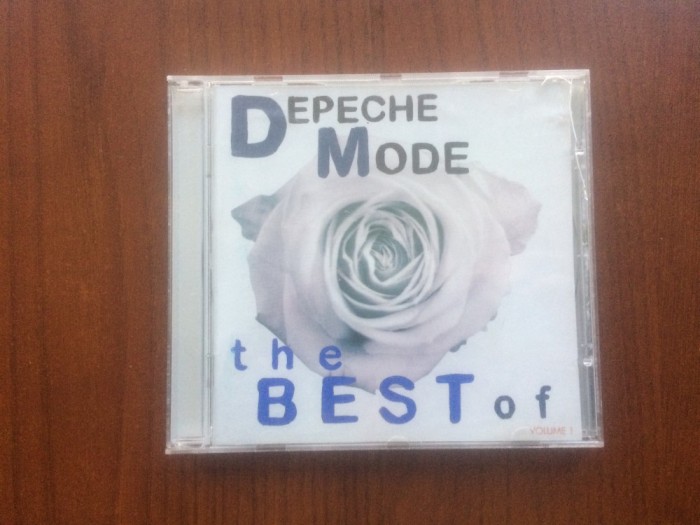 DEPECHE
MODE
the
BEST of
VOLUME 1